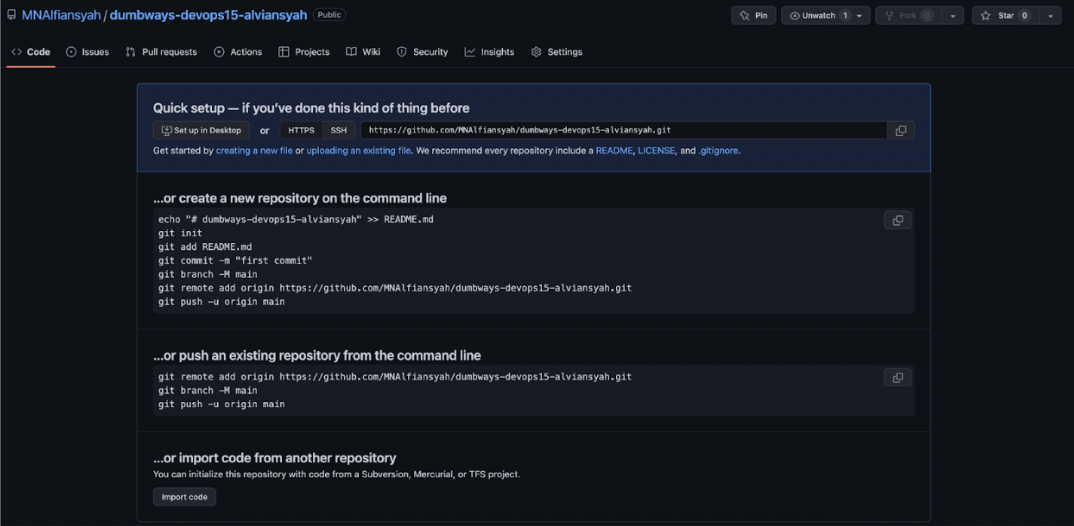 MNAlfiansyah / dumbways-devops15-alviansyah Public
Pin Unwatch 1 Fork 0 Star 0
Code Issues Pull requests Actions Projects Wiki Security Insights Settings
Quick setup — if you've done this kind of thing before
Set up in Desktop or HTTPS SSH https://github.com/MNAlfiansyah/dumbways-devops15-alviansyah.git
Get started by creating a new file or uploading an existing file. We recommend every repository include a README, LICENSE, and .gitignore.
...or create a new repository on the command line
echo "# dumbways-devops15-alviansyah" >> README.md
git init
git add README.md
git commit -m "first commit"
git branch -M main
git remote add origin https://github.com/MNAlfiansyah/dumbways-devops15-alviansyah.git
git push -u origin main
...or push an existing repository from the command line
git remote add origin https://github.com/MNAlfiansyah/dumbways-devops15-alviansyah.git
git branch -M main
git push -u origin main
...or import code from another repository
You can initialize this repository with code from a Subversion, Mercurial, or TFS project.
Import code